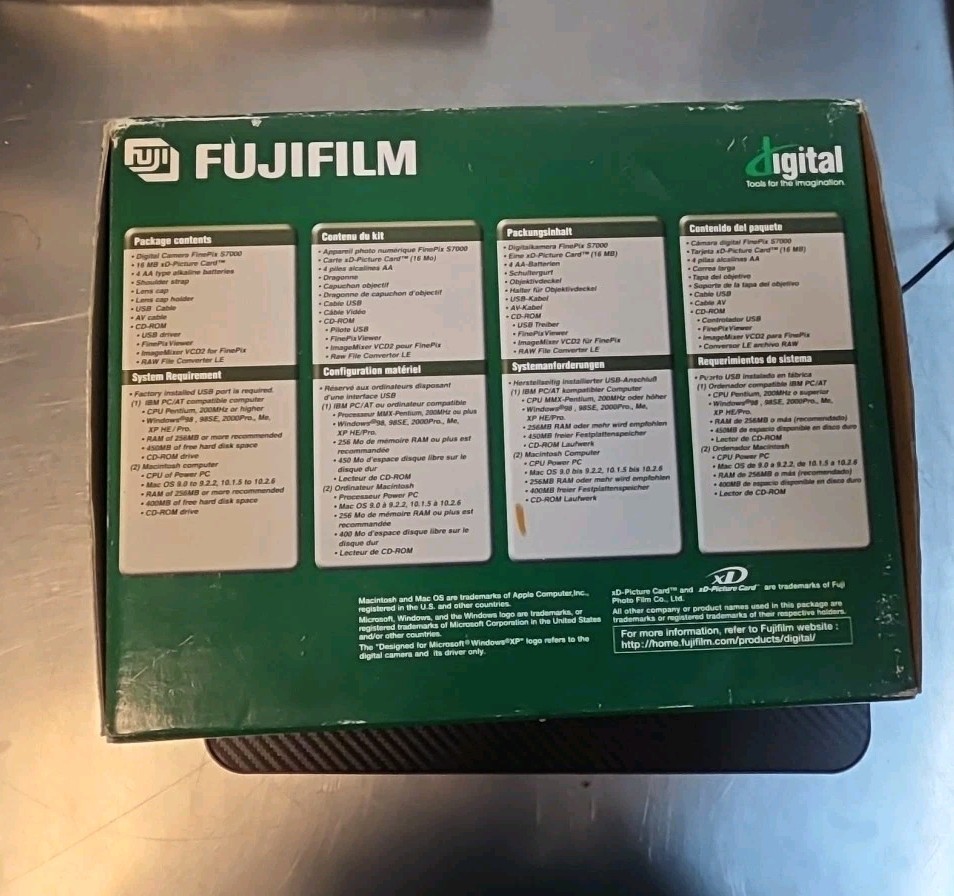 FUJI FUJIFILM
digital
Tools for the imagination.
Package contents
• Digital Camera FinePix S7000
• 16 MB xD-Picture Card™
• 4 AA type alkaline batteries
• Shoulder strap
• Lens cap
• Lens cap holder
• USB Cable
• AV cable
• CD-ROM
• USB driver
• FinePixViewer
• ImageMixer VCD2 for FinePix
• RAW File Converter LE
System Requirement
• Factory installed USB port is required.
(1) IBM PC/AT compatible computer
• CPU Pentium, 200MHz or higher
• Windows®98, 98SE, 2000Pro., Me,
XP HE/Pro.
• RAM of 256MB or more recommended
• 450MB of free hard disk space
• CD-ROM drive
(2) Macintosh computer
• CPU of Power PC
• Mac OS 9.0 to 9.2.2, 10.1.5 to 10.2.6
• RAM of 256MB or more recommended
• 400MB of free hard disk space
• CD-ROM drive
Contenu du kit
• Appareil photo numérique FinePix S7000
• Carte xD-Picture Card™ (16 Mo)
• 4 piles alcalines AA
• Dragonne
• Capuchon objectif
• Dragonne de capuchon d'objectif
• Cable USB
• Câble Vidéo
• CD-ROM
• Pilote USB
• FinePixViewer
• ImageMixer VCD2 pour FinePix
• Raw File Converter LE
Configuration matériel
• Réservé aux ordinateurs disposant
d'une interface USB
(1) IBM PC/AT ou ordinateur compatible
• Processeur MMX-Pentium, 200MHz ou plus
• Windows®98, 98SE, 2000Pro., Me,
XP HE/Pro.
• 256 Mo de mémoire RAM ou plus est
recommandée
• 450 Mo d'espace disque libre sur le
disque dur
• Lecteur de CD-ROM
(2) Ordinateur Macintosh
• Processeur Power PC
• Mac OS 9.0 à 9.2.2, 10.1.5 à 10.2.6
• 256 Mo de mémoire RAM ou plus est
recommandée
• 400 Mo d'espace disque libre sur le
disque dur
• Lecteur de CD-ROM
Packungsinhalt
• Digitalkamera FinePix S7000
• Eine xD-Picture Card™ (16 MB)
• 4 AA-Batterien
• Schultergurt
• Objektivdeckel
• Halter für Objektivdeckel
• USB-Kabel
• AV-Kabel
• CD-ROM
• USB Treiber
• FinePixViewer
• ImageMixer VCD2 für FinePix
• RAW File Converter LE
Systemanforderungen
• Herstellseitig installierter USB-Anschluß
(1) IBM PC/AT kompatibler Computer
• CPU MMX-Pentium, 200MHz oder höher
• Windows®98, 98SE, 2000Pro., Me,
XP HE/Pro.
• 256MB RAM oder mehr empfohlen
• 450MB freier Festplattenspeicher
• CD-ROM Laufwerk
(2) Macintosh Computer
• CPU Power PC
• Mac OS 9.0 bis 9.2.2, 10.1.5 bis 10.2.6
• 256MB RAM oder mehr empfohlen
• 400MB freier Festplattenspeicher
• CD-ROM Laufwerk
Contenido del paquete
• Cámara digital FinePix S7000
• Tarjeta xD-Picture Card™ (16 MB)
• 4 pilas alcalinas AA
• Correa larga
• Tapa del objetivo
• Soporte de la tapa del objetivo
• Cable USB
• Cable AV
• CD-ROM
• Controlador USB
• FinePixViewer
• ImageMixer VCD2 para FinePix
• Conversor LE archivo RAW
Requerimientos de sistema
• Puerto USB instalado en fábrica
(1) Ordenador compatible IBM PC/AT
• CPU Pentium, 200MHz o superior
• Windows®98, 98SE, 2000Pro., Me,
XP HE/Pro.
• RAM de 256MB o más (recomendado)
• 450MB de espacio disponible en disco duro
• Lector de CD-ROM
(2) Ordenador Macintosh
• CPU Power PC
• Mac OS de 9.0 a 9.2.2, de 10.1.5 a 10.2.6
• RAM de 256MB o más (recomendado)
• 400MB de espacio disponible en disco duro
• Lector de CD-ROM
Macintosh and Mac OS are trademarks of Apple Computer,Inc.,
registered in the U.S. and other countries.
Microsoft, Windows, and the Windows logo are trademarks, or
registered trademarks of Microsoft Corporation in the United States
and/or other countries.
The "Designed for Microsoft® Windows®XP" logo refers to the
digital camera and its driver only.
xD
xD-Picture Card™ and xD-Picture Card™ are trademarks of Fuji
Photo Film Co., Ltd.
All other company or product names used in this package are
trademarks or registered trademarks of their respective holders.
For more information, refer to Fujifilm website :
http://home.fujifilm.com/products/digital/